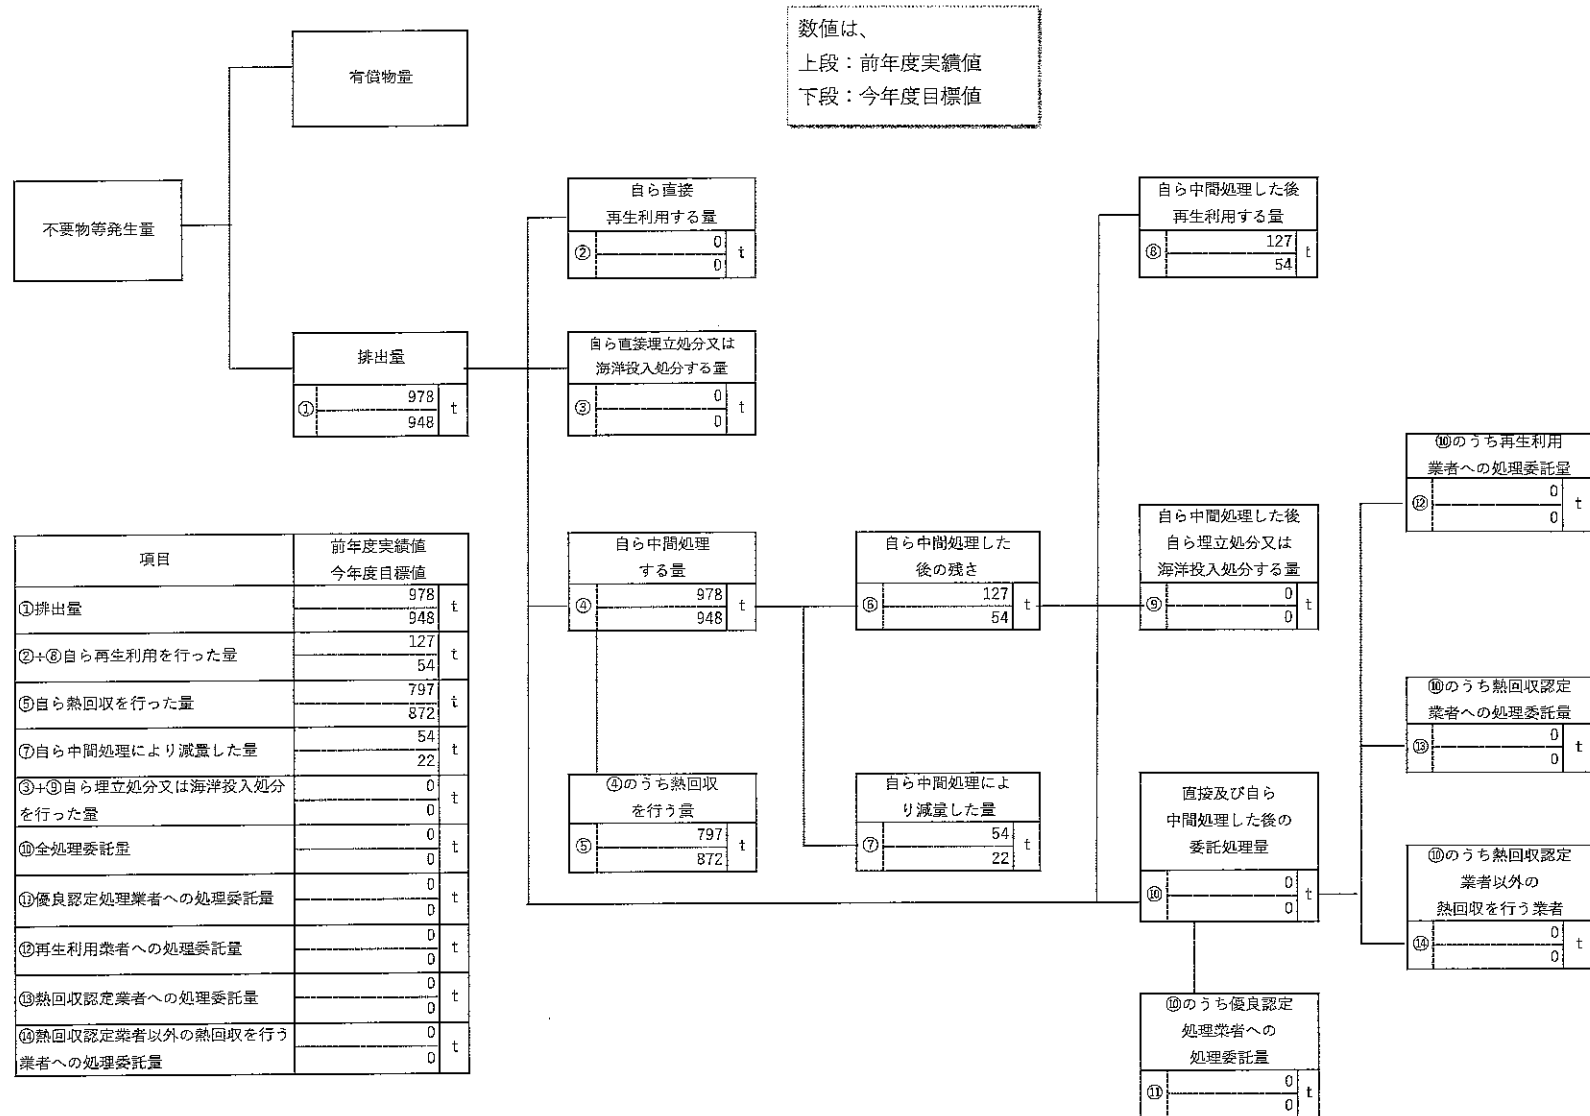 数値は、
上段：前年度実績値
下段：今年度目標値
有償物量
不要物等発生量
排出量
①
978
948
t
自ら直接
再生利用する量
②
0
0
t
自ら直接埋立処分又は
海洋投入処分する量
③
0
0
t
自ら中間処理
する量
④
978
948
t
④のうち熱回収
を行う量
⑤
797
872
t
自ら中間処理した
後の残さ
⑥
127
54
t
自ら中間処理によ
り減量した量
⑦
54
22
t
自ら中間処理した後
再生利用する量
⑧
127
54
t
自ら中間処理した後
自ら埋立処分又は
海洋投入処分する量
⑨
0
0
t
直接及び自ら
中間処理した後の
委託処理量
⑩
0
0
t
⑩のうち優良認定
処理業者への
処理委託量
⑪
0
0
t
⑩のうち再生利用
業者への処理委託量
⑫
0
0
t
⑩のうち熱回収認定
業者への処理委託量
⑬
0
0
t
⑩のうち熱回収認定
業者以外の
熱回収を行う業者
⑭
0
0
t
項目
前年度実績値
今年度目標値
①排出量
978
948
t
②+⑧自ら再生利用を行った量
127
54
t
⑤自ら熱回収を行った量
797
872
t
⑦自ら中間処理により減量した量
54
22
t
③+⑨自ら埋立処分又は海洋投入処分
を行った量
0
0
t
⑩全処理委託量
0
0
t
⑪優良認定処理業者への処理委託量
0
0
t
⑫再生利用業者への処理委託量
0
0
t
⑬熱回収認定業者への処理委託量
0
0
t
⑭熱回収認定業者以外の熱回収を行う
業者への処理委託量
0
0
t